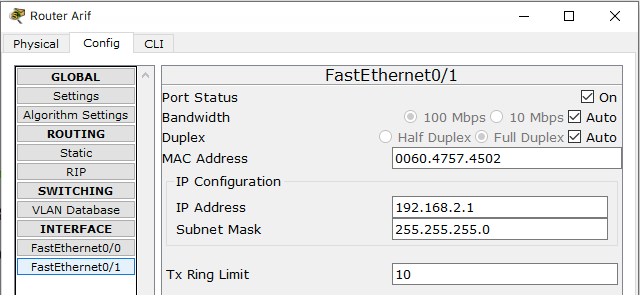 Router Arif
Physical Config CLI
GLOBAL
Settings
Algorithm Settings
ROUTING
Static
RIP
SWITCHING
VLAN Database
INTERFACE
FastEthernet0/0
FastEthernet0/1
FastEthernet0/1
Port Status On
Bandwidth 100 Mbps 10 Mbps Auto
Duplex Half Duplex Full Duplex Auto
MAC Address 0060.4757.4502
IP Configuration
IP Address 192.168.2.1
Subnet Mask 255.255.255.0
Tx Ring Limit 10